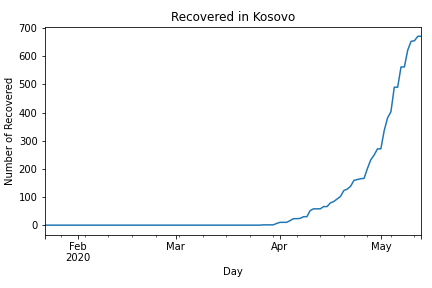 Recovered in Kosovo
Number of Recovered
700
600
500
400
300
200
100
0
Feb
2020
Mar
Apr
May
Day